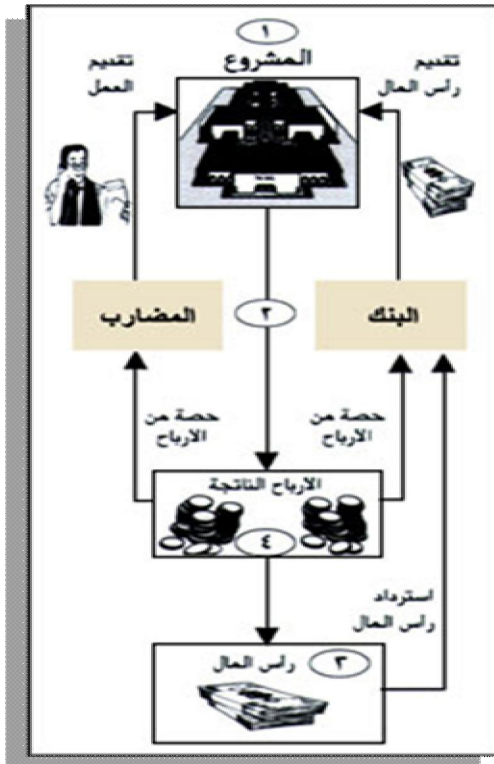 ١
المشروع
تقديم
رأس المال
تقديم
العمل
البنك
المضارب
٢
حصة من
الأرباح
حصة من
الأرباح
الأرباح الناتجة
٤
استرداد
رأس المال
رأس المال
٣